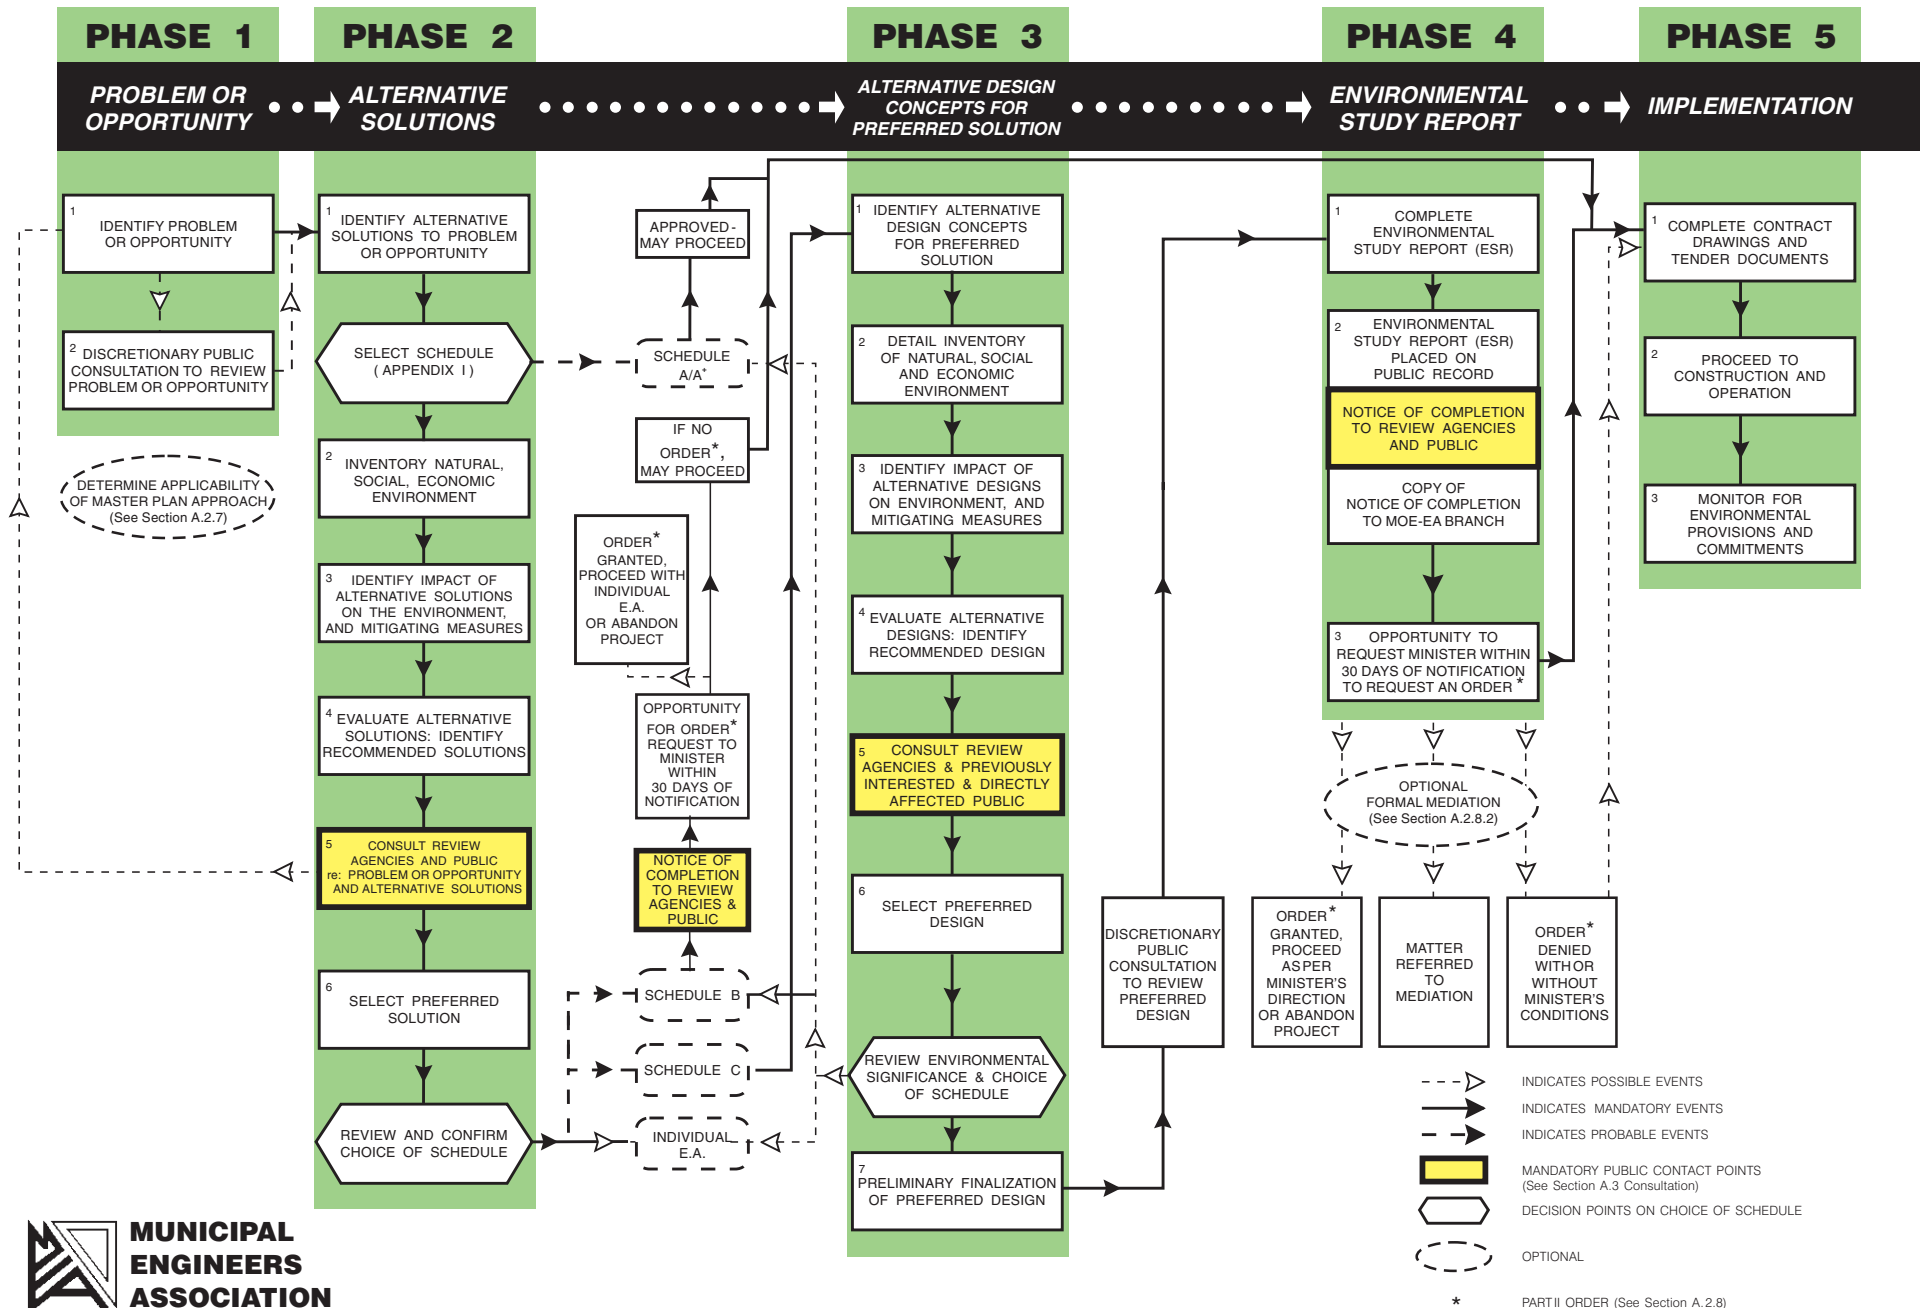 PHASE 1
PHASE 2
PHASE 3
PHASE 4
PHASE 5
PROBLEM OR
OPPORTUNITY
ALTERNATIVE
SOLUTIONS
ALTERNATIVE DESIGN
CONCEPTS FOR
PREFERRED SOLUTION
ENVIRONMENTAL
STUDY REPORT
IMPLEMENTATION
1
IDENTIFY PROBLEM
OR OPPORTUNITY
2
DISCRETIONARY PUBLIC
CONSULTATION TO REVIEW
PROBLEM OR OPPORTUNITY
DETERMINE APPLICABILITY
OF MASTER PLAN APPROACH
(See Section A.2.7)
1
IDENTIFY ALTERNATIVE
SOLUTIONS TO PROBLEM
OR OPPORTUNITY
SELECT SCHEDULE
( APPENDIX I )
2
INVENTORY NATURAL,
SOCIAL, ECONOMIC
ENVIRONMENT
3
IDENTIFY IMPACT OF
ALTERNATIVE SOLUTIONS
ON THE ENVIRONMENT,
AND MITIGATING MEASURES
4
EVALUATE ALTERNATIVE
SOLUTIONS: IDENTIFY
RECOMMENDED SOLUTIONS
5
CONSULT REVIEW
AGENCIES AND PUBLIC
re: PROBLEM OR OPPORTUNITY
AND ALTERNATIVE SOLUTIONS
6
SELECT PREFERRED
SOLUTION
REVIEW AND CONFIRM
CHOICE OF SCHEDULE
APPROVED-
MAY PROCEED
SCHEDULE
A/A+
IF NO
ORDER*,
MAY PROCEED
ORDER*
GRANTED,
PROCEED WITH
INDIVIDUAL
E.A.
OR ABANDON
PROJECT
OPPORTUNITY
FOR ORDER*
REQUEST TO
MINISTER
WITHIN
30 DAYS OF
NOTIFICATION
NOTICE OF
COMPLETION
TO REVIEW
AGENCIES &
PUBLIC
SCHEDULE B
SCHEDULE C
INDIVIDUAL
E.A.
1
IDENTIFY ALTERNATIVE
DESIGN CONCEPTS
FOR PREFERRED
SOLUTION
2
DETAIL INVENTORY
OF NATURAL, SOCIAL
AND ECONOMIC
ENVIRONMENT
3
IDENTIFY IMPACT OF
ALTERNATIVE DESIGNS
ON ENVIRONMENT, AND
MITIGATING MEASURES
4
EVALUATE ALTERNATIVE
DESIGNS: IDENTIFY
RECOMMENDED DESIGN
5
CONSULT REVIEW
AGENCIES & PREVIOUSLY
INTERESTED & DIRECTLY
AFFECTED PUBLIC
6
SELECT PREFERRED
DESIGN
REVIEW ENVIRONMENTAL
SIGNIFICANCE & CHOICE
OF SCHEDULE
7
PRELIMINARY FINALIZATION
OF PREFERRED DESIGN
DISCRETIONARY
PUBLIC
CONSULTATION
TO REVIEW
PREFERRED
DESIGN
1
COMPLETE
ENVIRONMENTAL
STUDY REPORT (ESR)
2
ENVIRONMENTAL
STUDY REPORT (ESR)
PLACED ON
PUBLIC RECORD
NOTICE OF COMPLETION
TO REVIEW AGENCIES
AND PUBLIC
COPY OF
NOTICE OF COMPLETION
TO MOE-EA BRANCH
3
OPPORTUNITY TO
REQUEST MINISTER WITHIN
30 DAYS OF NOTIFICATION
TO REQUEST AN ORDER *
OPTIONAL
FORMAL MEDIATION
(See Section A.2.8.2)
ORDER*
GRANTED,
PROCEED
AS PER
MINISTER'S
DIRECTION
OR ABANDON
PROJECT
MATTER
REFERRED
TO
MEDIATION
ORDER*
DENIED
WITH OR
WITHOUT
MINISTER'S
CONDITIONS
1
COMPLETE CONTRACT
DRAWINGS AND
TENDER DOCUMENTS
2
PROCEED TO
CONSTRUCTION AND
OPERATION
3
MONITOR FOR
ENVIRONMENTAL
PROVISIONS AND
COMMITMENTS
INDICATES POSSIBLE EVENTS
INDICATES MANDATORY EVENTS
INDICATES PROBABLE EVENTS
MANDATORY PUBLIC CONTACT POINTS
(See Section A.3 Consultation)
DECISION POINTS ON CHOICE OF SCHEDULE
OPTIONAL
* PART II ORDER (See Section A.2.8)
MUNICIPAL
ENGINEERS
ASSOCIATION